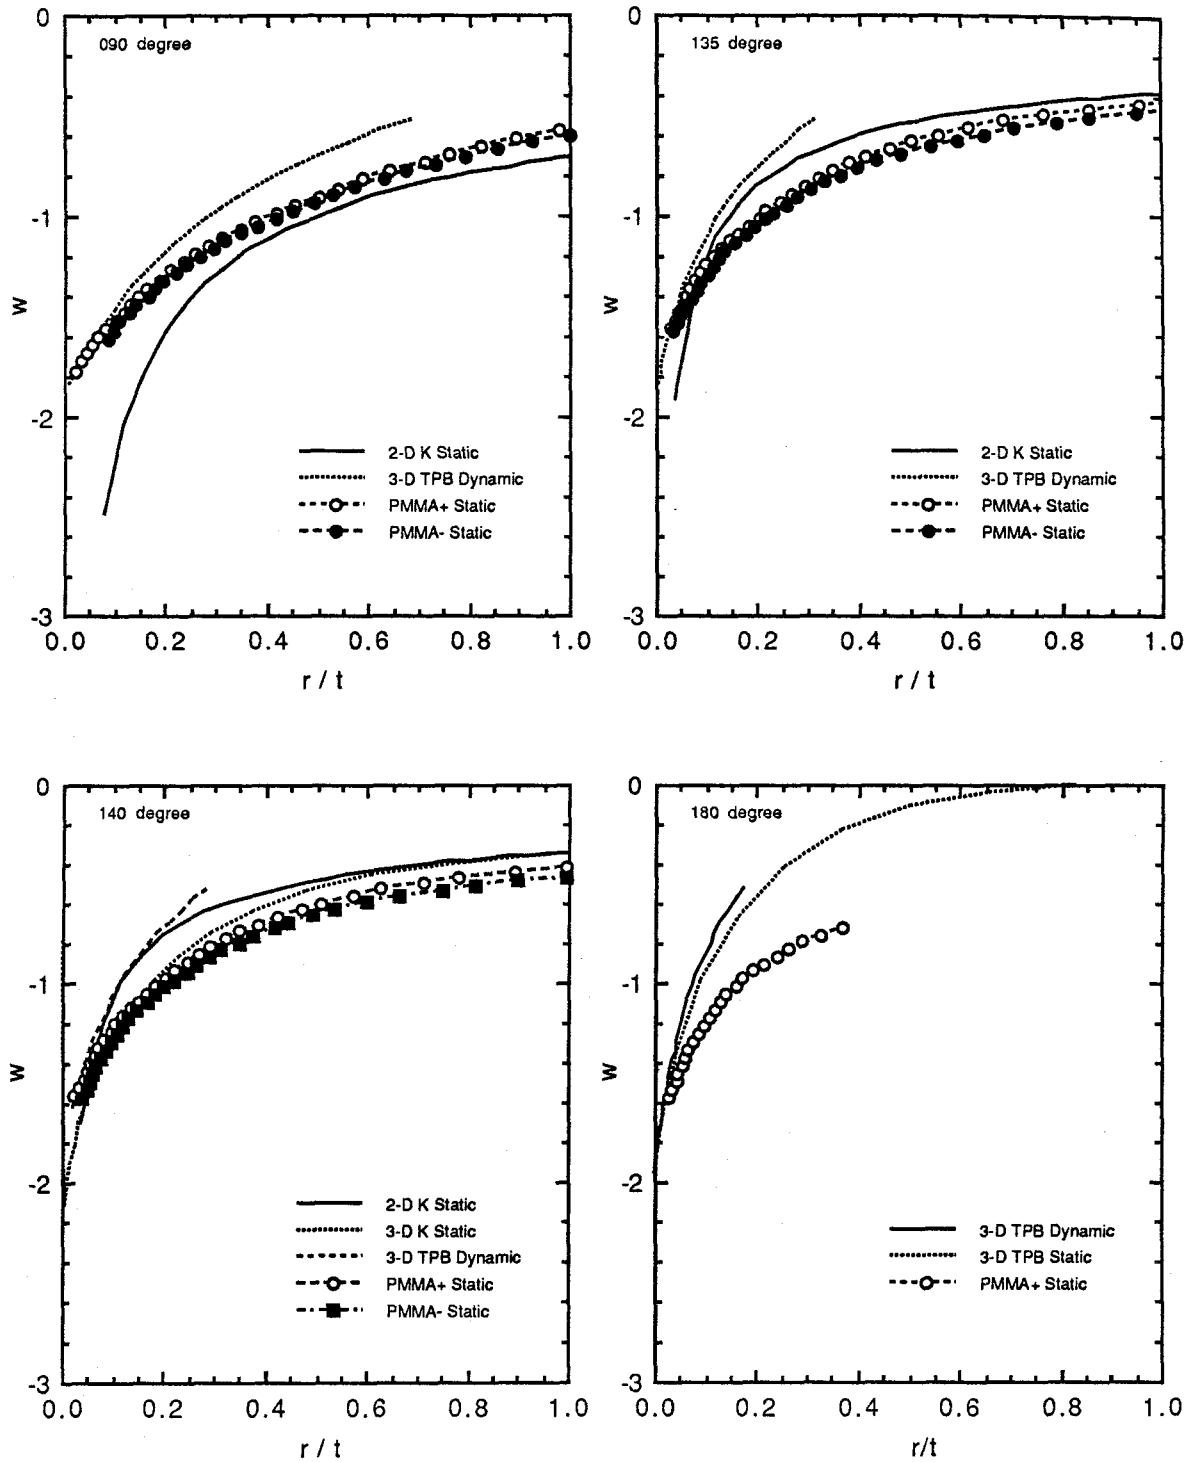 0
090 degree
-1
w
-2
2-D K Static
3-D TPB Dynamic
PMMA+ Static
PMMA- Static
-3
0.0 0.2 0.4 0.6 0.8 1.0
r / t
0
135 degree
-1
w
-2
2-D K Static
3-D TPB Dynamic
PMMA+ Static
PMMA- Static
-3
0.0 0.2 0.4 0.6 0.8 1.0
r / t
0
140 degree
-1
w
-2
2-D K Static
3-D K Static
3-D TPB Dynamic
PMMA+ Static
PMMA- Static
-3
0.0 0.2 0.4 0.6 0.8 1.0
r / t
0
180 degree
-1
w
-2
3-D TPB Dynamic
3-D TPB Static
PMMA+ Static
-3
0.0 0.2 0.4 0.6 0.8 1.0
r/t